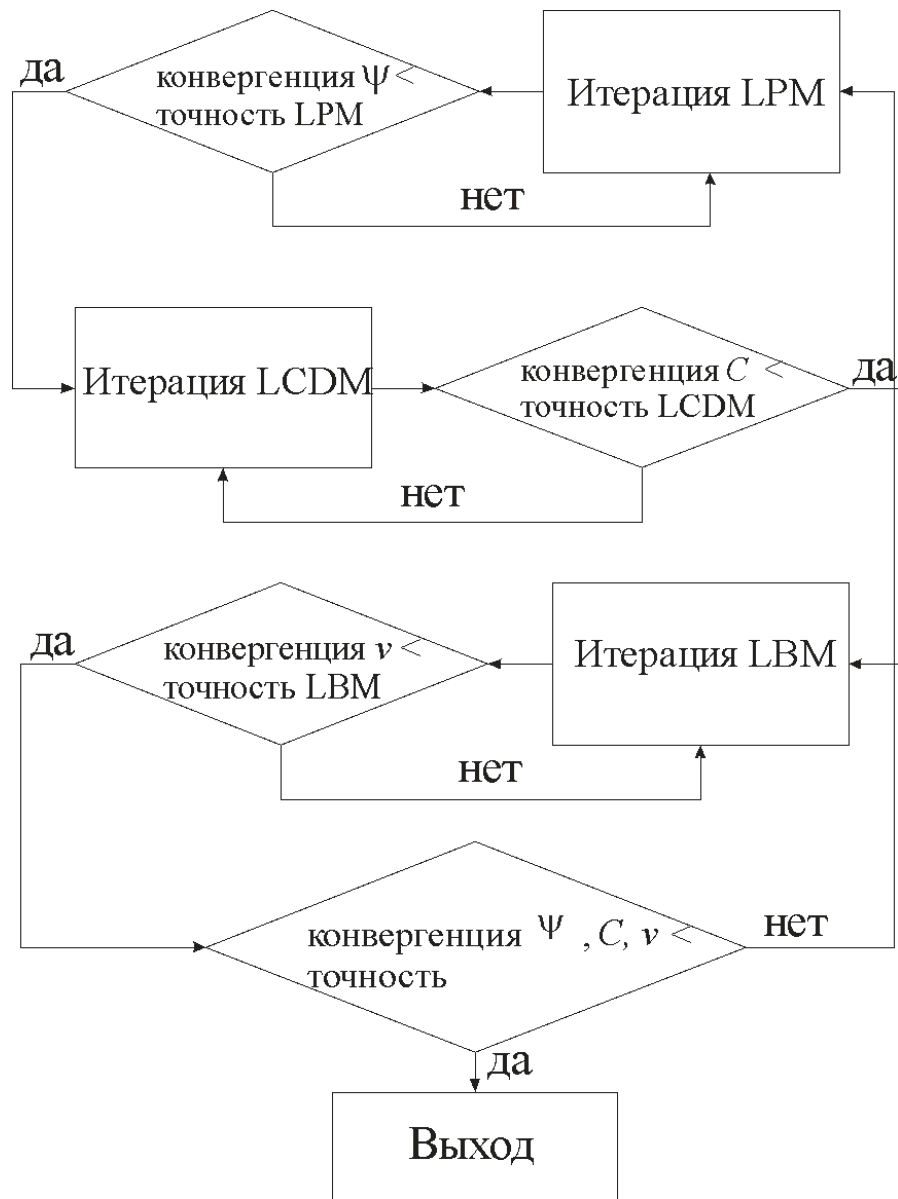 да
конвергенция ψ <
точность LPM
Итерация LPM
нет
Итерация LCDM
конвергенция C <
точность LCDM
да
нет
да
конвергенция v <
точность LBM
Итерация LBM
нет
конвергенция ψ , C, v <
точность
нет
да
Выход